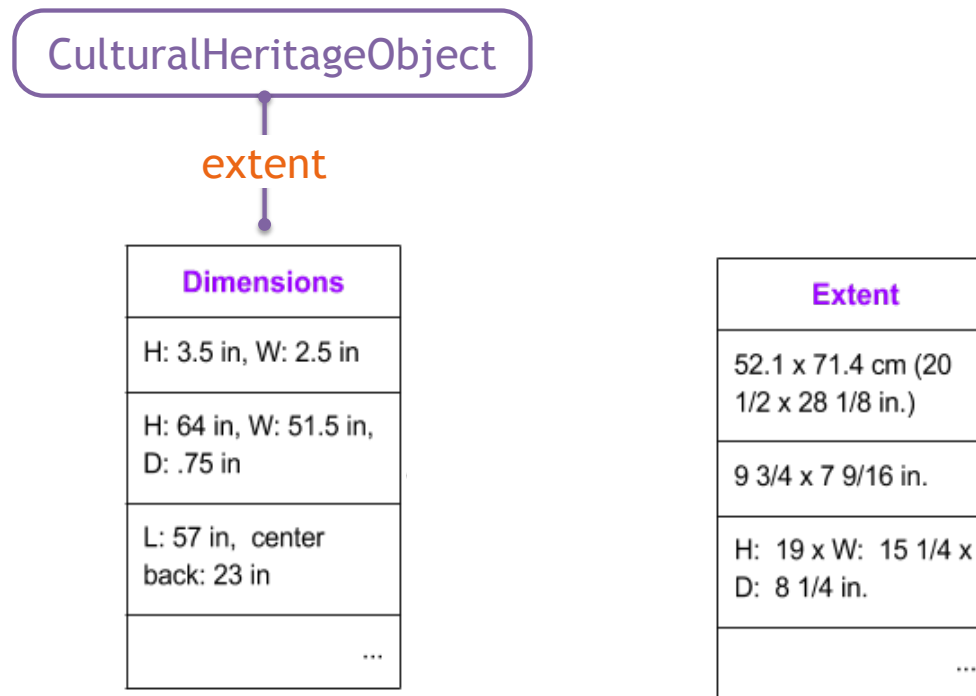 CulturalHeritageObject
extent
Dimensions
H: 3.5 in, W: 2.5 in
H: 64 in, W: 51.5 in,
D: .75 in
L: 57 in, center
back: 23 in
...
Extent
52.1 x 71.4 cm (20
1/2 x 28 1/8 in.)
9 3/4 x 7 9/16 in.
H: 19 x W: 15 1/4 x
D: 8 1/4 in.
...